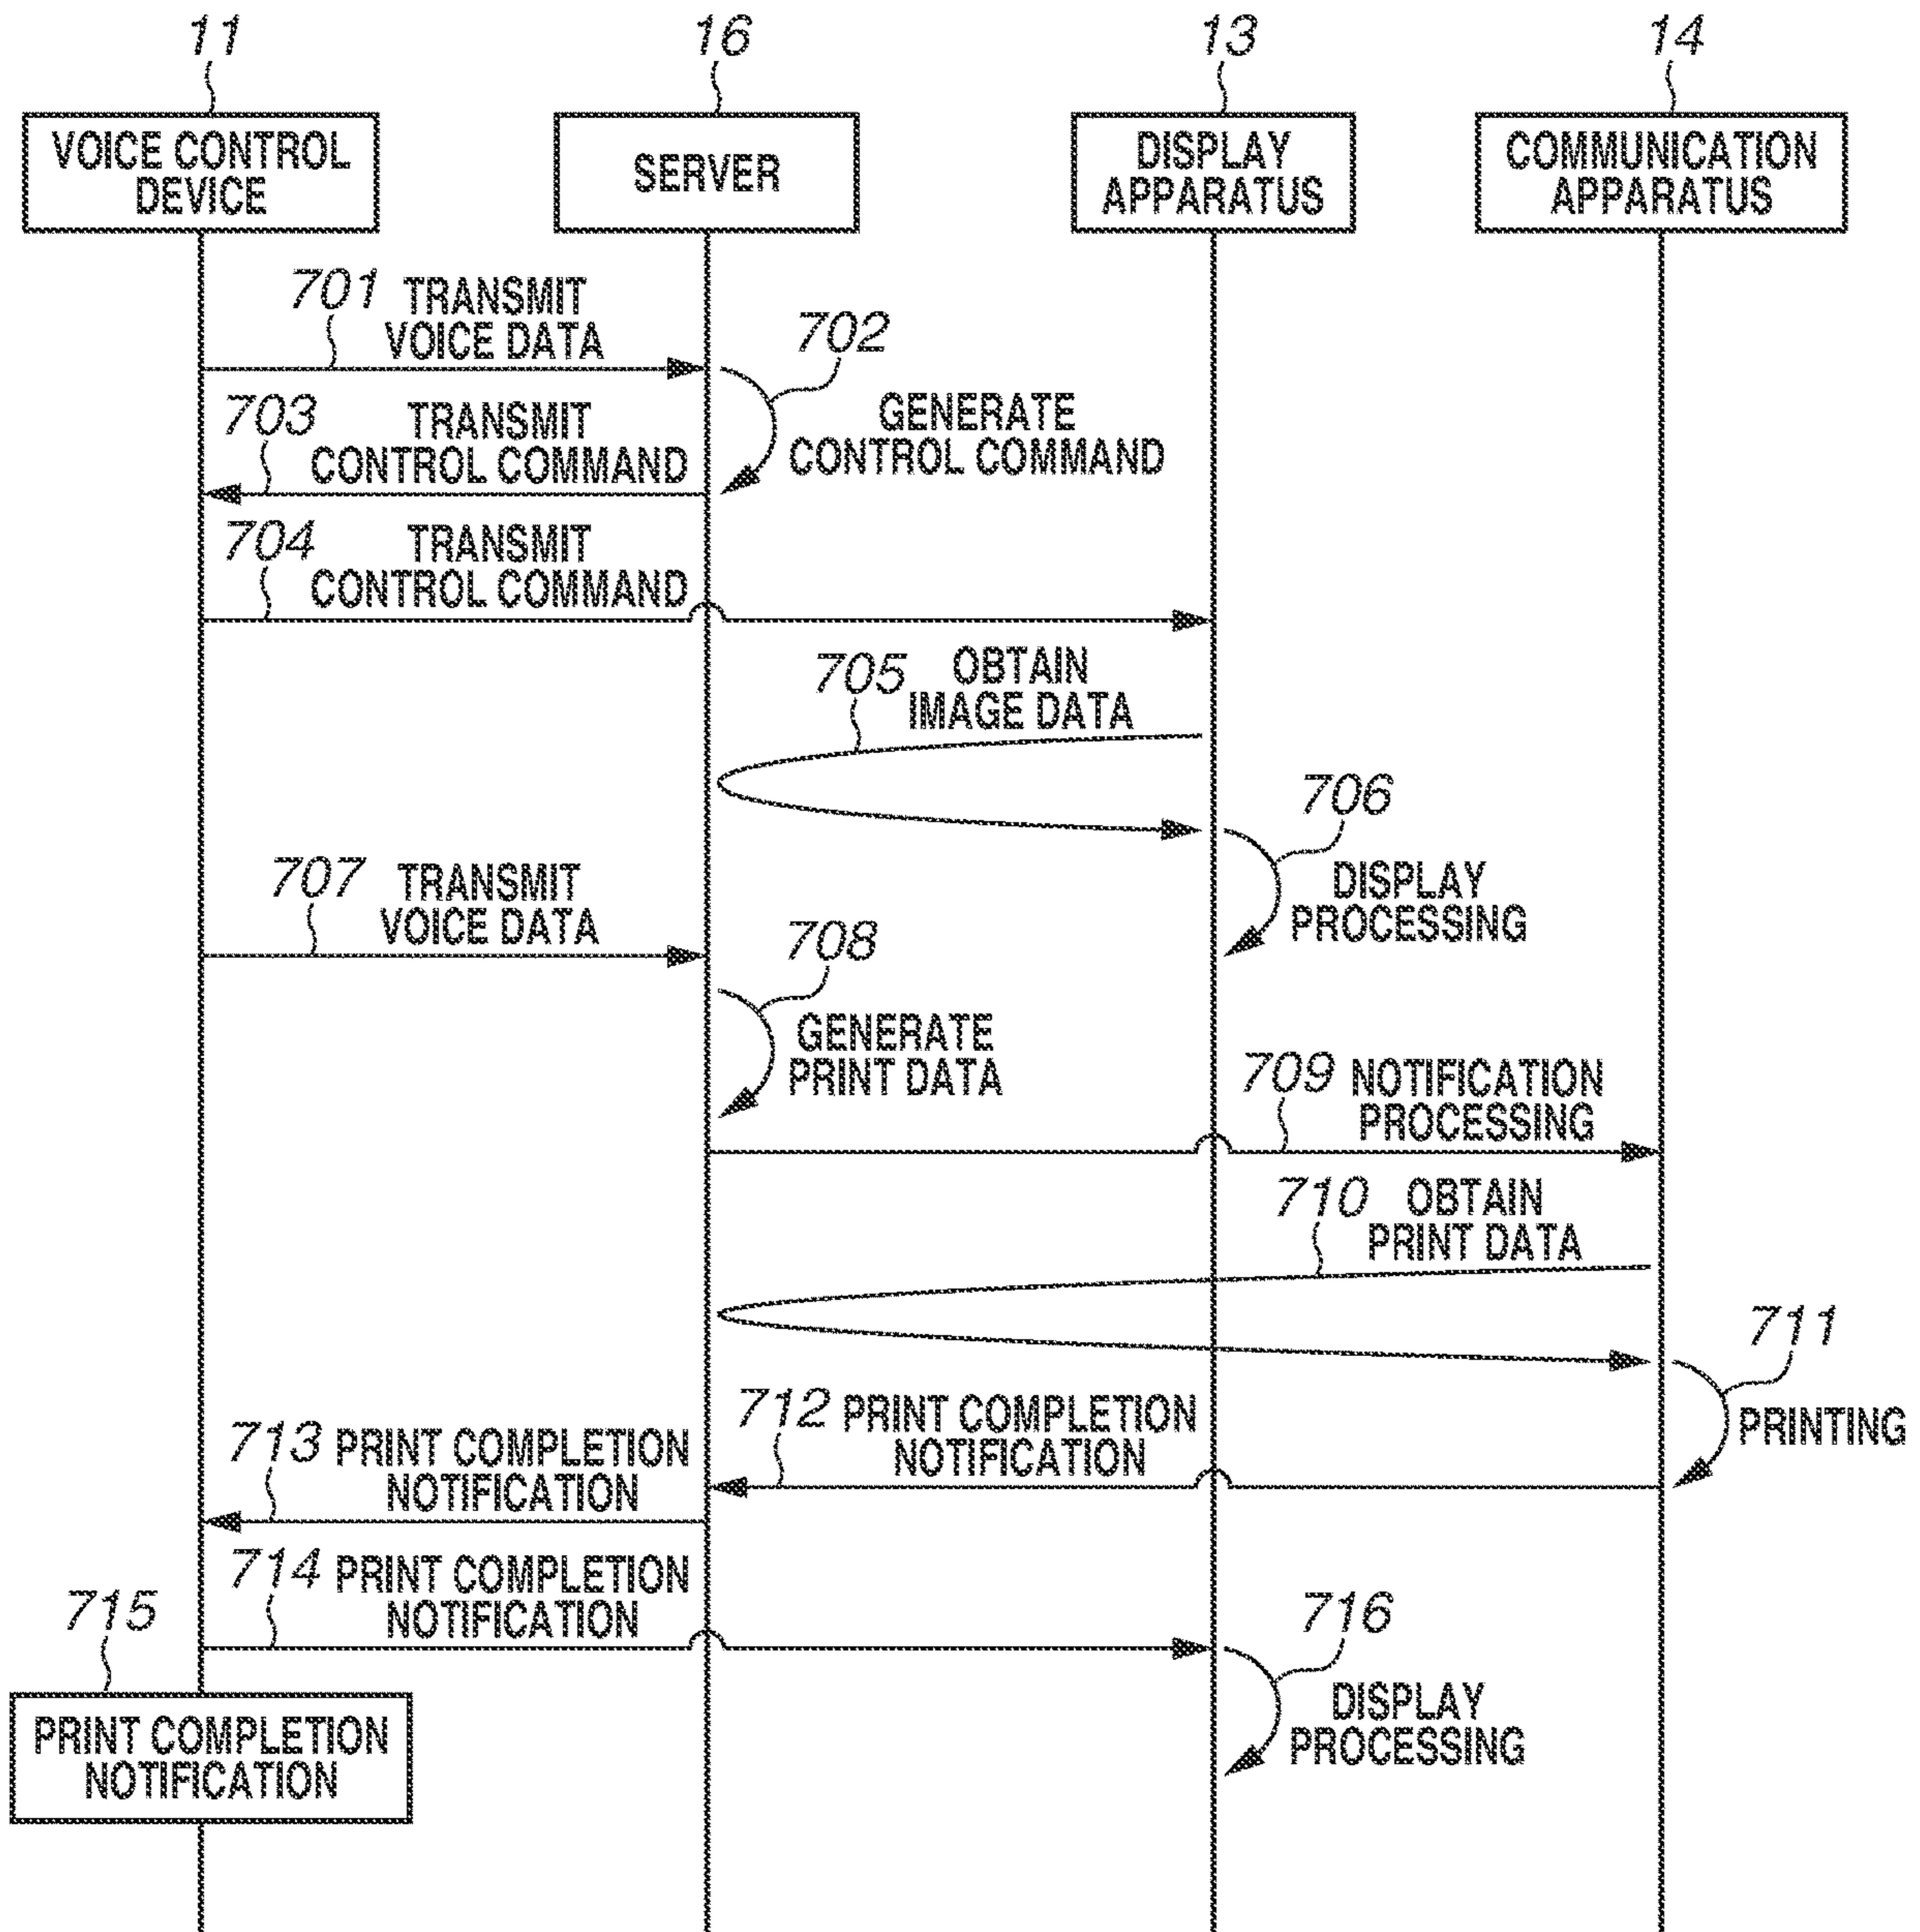 11
16
13
14
VOICE CONTROL
DEVICE
SERVER
DISPLAY
APPARATUS
COMMUNICATION
APPARATUS
701 TRANSMIT
VOICE DATA
702
GENERATE
CONTROL COMMAND
703 TRANSMIT
CONTROL COMMAND
704 TRANSMIT
CONTROL COMMAND
705 OBTAIN
IMAGE DATA
706
DISPLAY
PROCESSING
707 TRANSMIT
VOICE DATA
708
GENERATE
PRINT DATA
709 NOTIFICATION
PROCESSING
710 OBTAIN
PRINT DATA
711
PRINTING
712 PRINT COMPLETION
NOTIFICATION
713 PRINT COMPLETION
NOTIFICATION
714 PRINT COMPLETION
NOTIFICATION
715
PRINT COMPLETION
NOTIFICATION
716
DISPLAY
PROCESSING